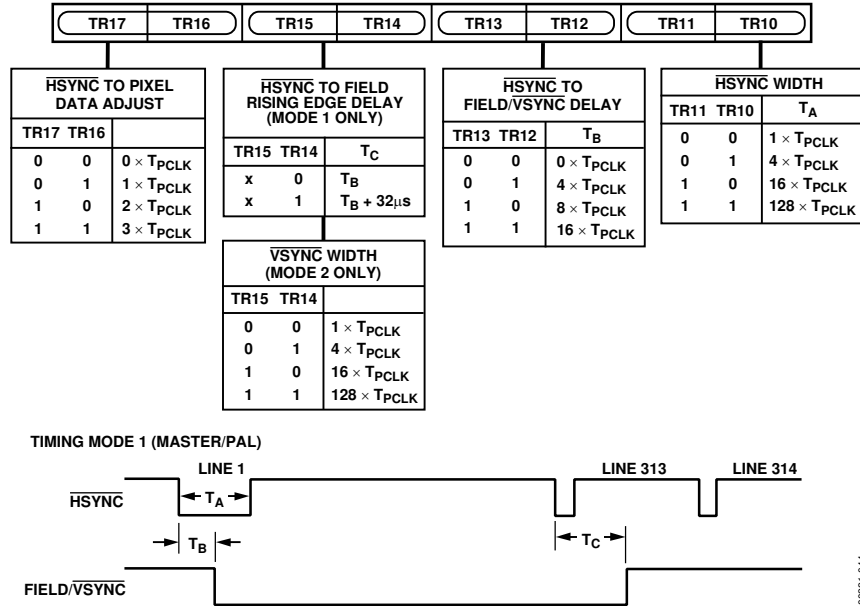 TR17 TR16 TR15 TR14 TR13 TR12 TR11 TR10
HSYNC TO PIXEL
DATA ADJUST
TR17 TR16
0 0 0 × TPCLK
0 1 1 × TPCLK
1 0 2 × TPCLK
1 1 3 × TPCLK
HSYNC TO FIELD
RISING EDGE DELAY
(MODE 1 ONLY)
TR15 TR14 TC
x 0 TB
x 1 TB + 32μs
VSYNC WIDTH
(MODE 2 ONLY)
TR15 TR14
0 0 1 × TPCLK
0 1 4 × TPCLK
1 0 16 × TPCLK
1 1 128 × TPCLK
HSYNC TO
FIELD/VSYNC DELAY
TR13 TR12 TB
0 0 0 × TPCLK
0 1 4 × TPCLK
1 0 8 × TPCLK
1 1 16 × TPCLK
HSYNC WIDTH
TR11 TR10 TA
0 0 1 × TPCLK
0 1 4 × TPCLK
1 0 16 × TPCLK
1 1 128 × TPCLK
TIMING MODE 1 (MASTER/PAL)
LINE 1 LINE 313 LINE 314
HSYNC
TA
TB
TC
FIELD/VSYNC